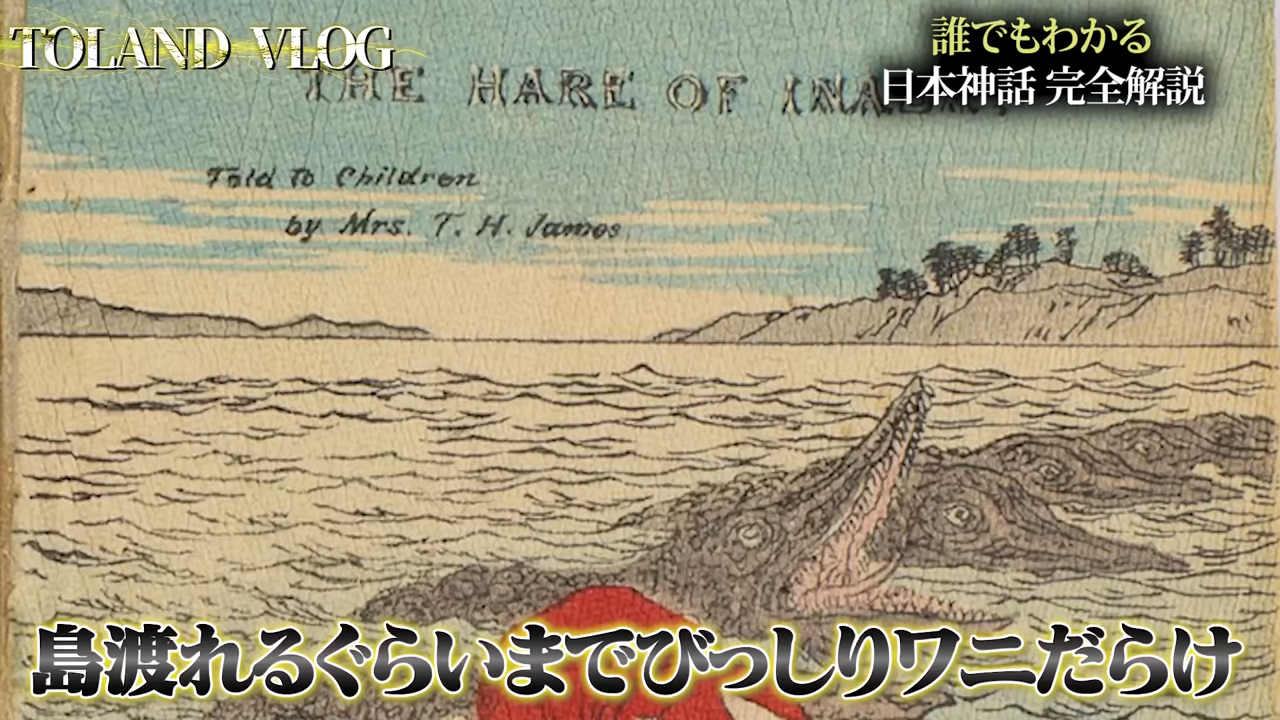 TOLAND VLOG
誰でもわかる
日本神話 完全解説
THE HARE OF
Told to Children
by Mrs. T. H. James.
島渡れるぐらいまでびっしりワニだらけ